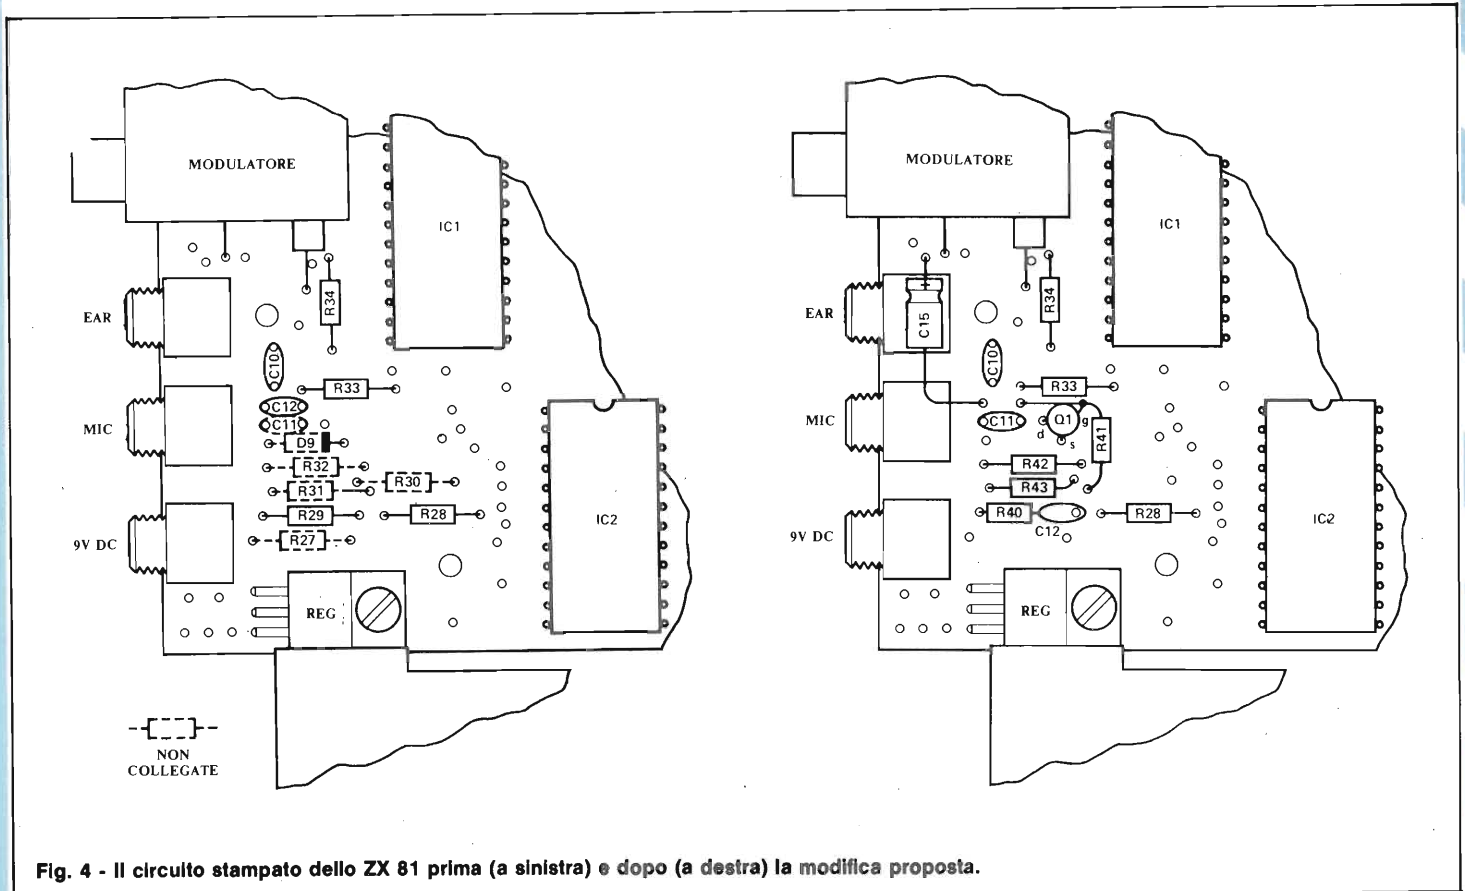 MODULATORE
IC1
EAR
R34
C10
R33
MIC
C12
C11
D9
R32
R31
R30
R29
R28
R27
9V DC
IC2
REG
NON
COLLEGATE
MODULATORE
IC1
EAR
+
C15
R34
C10
R33
MIC
C11
Q1
d
g
s
R41
R42
R43
R40
C12
R28
9V DC
IC2
REG
Fig. 4 - Il circuito stampato dello ZX 81 prima (a sinistra) e dopo (a destra) la modifica proposta.